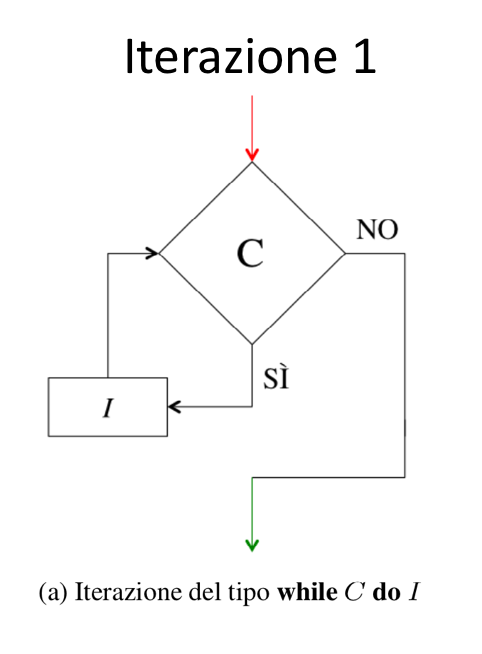 Iterazione 1
C
NO
SÌ
I
(a) Iterazione del tipo while C do I